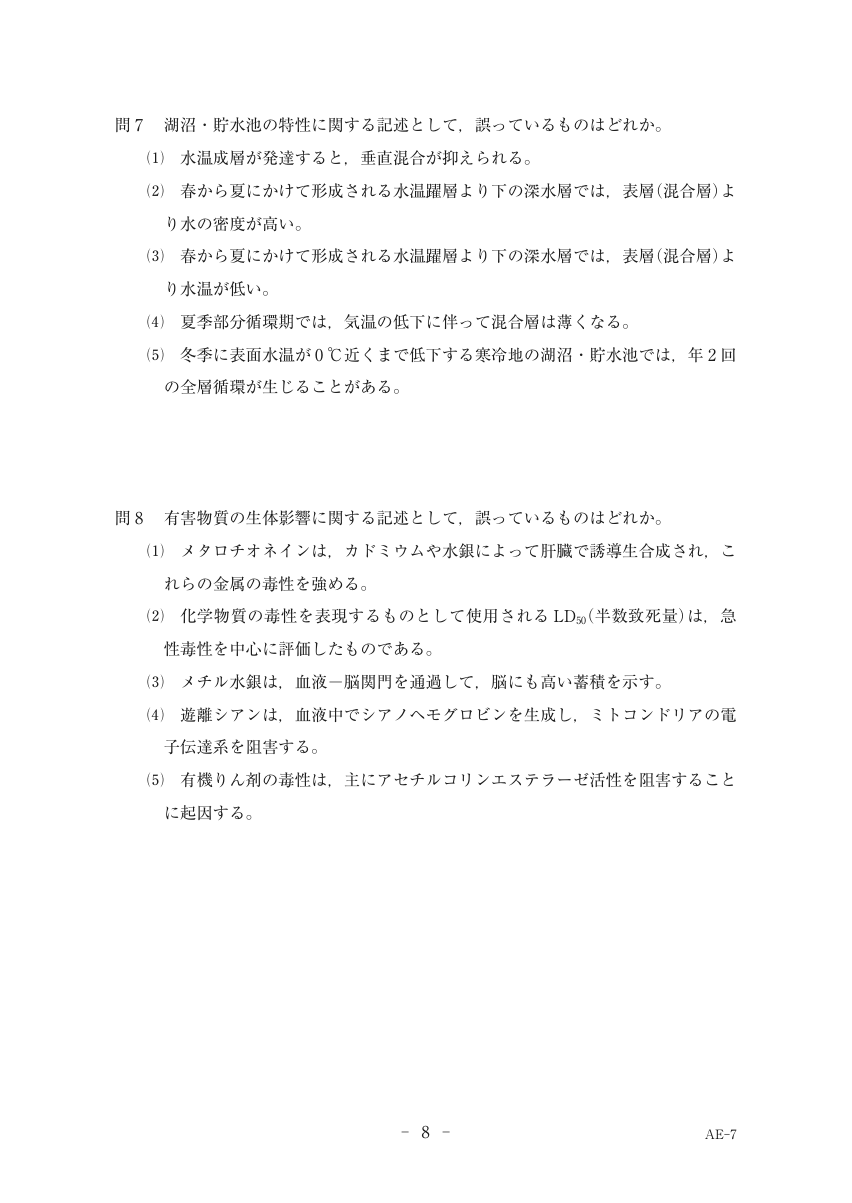 問７　湖沼・貯水池の特性に関する記述として，誤っているものはどれか。
⑴　水温成層が発達すると，垂直混合が抑えられる。
⑵　春から夏にかけて形成される水温躍層より下の深水層では，表層（混合層）よ
り水の密度が高い。
⑶　春から夏にかけて形成される水温躍層より下の深水層では，表層（混合層）よ
り水温が低い。
⑷　夏季部分循環期では，気温の低下に伴って混合層は薄くなる。
⑸　冬季に表面水温が０℃近くまで低下する寒冷地の湖沼・貯水池では，年２回
の全層循環が生じることがある。
問８　有害物質の生体影響に関する記述として，誤っているものはどれか。
⑴　メタロチオネインは，カドミウムや水銀によって肝臓で誘導生合成され，こ
れらの金属の毒性を強める。
⑵　化学物質の毒性を表現するものとして使用される LD₅₀（半数致死量）は，急
性毒性を中心に評価したものである。
⑶　メチル水銀は，血液－脳関門を通過して，脳にも高い蓄積を示す。
⑷　遊離シアンは，血液中でシアノヘモグロビンを生成し，ミトコンドリアの電
子伝達系を阻害する。
⑸　有機りん剤の毒性は，主にアセチルコリンエステラーゼ活性を阻害すること
に起因する。
－ 8 －
AE-7